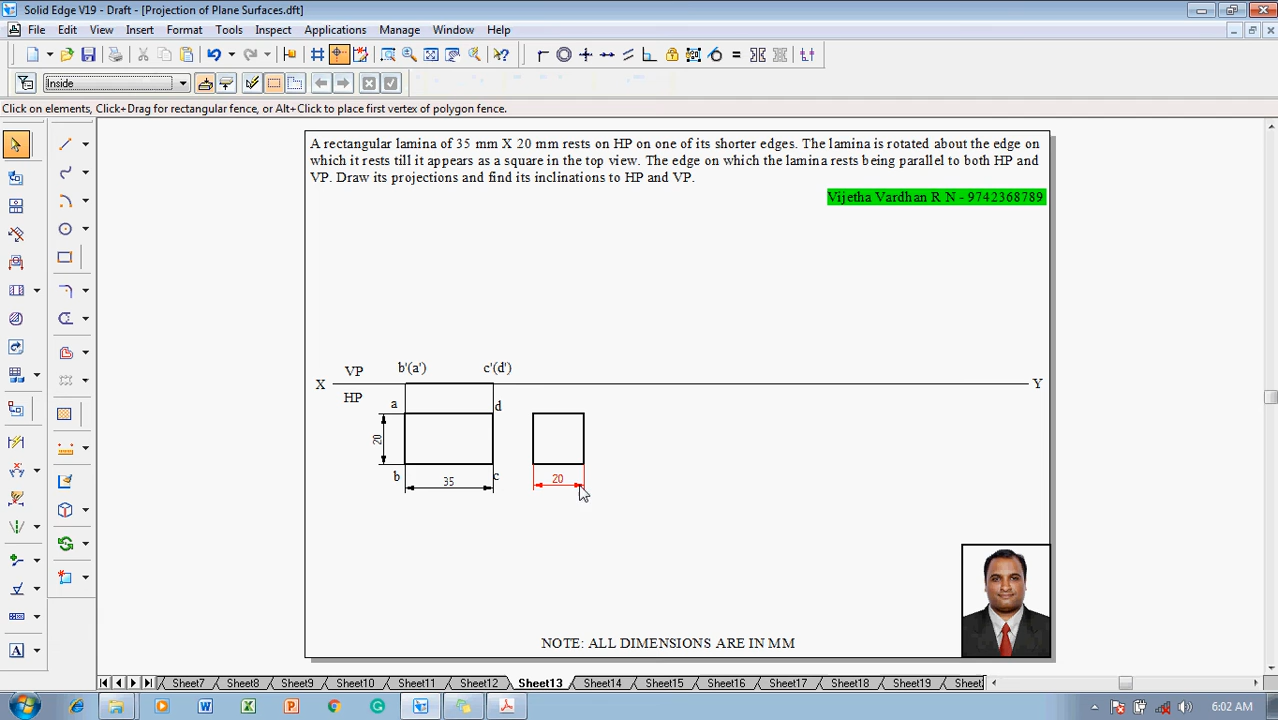 Solid Edge V19 - Draft - [Projection of Plane Surfaces.dft]
File Edit View Insert Format Tools Inspect Applications Manage Window Help
Inside
Click on elements, Click+Drag for rectangular fence, or Alt+Click to place first vertex of polygon fence.
A rectangular lamina of 35 mm X 20 mm rests on HP on one of its shorter edges. The lamina is rotated about the edge on
which it rests till it appears as a square in the top view. The edge on which the lamina rests being parallel to both HP and
VP. Draw its projections and find its inclinations to HP and VP.
Vijetha Vardhan R N - 9742368789
VP b'(a') c'(d')
X Y
HP
a d
20
b 35 c 20
NOTE: ALL DIMENSIONS ARE IN MM
Sheet7 Sheet8 Sheet9 Sheet10 Sheet11 Sheet12 Sheet13 Sheet14 Sheet15 Sheet16 Sheet17 Sheet18 Sheet19 Sheet
6:02 AM